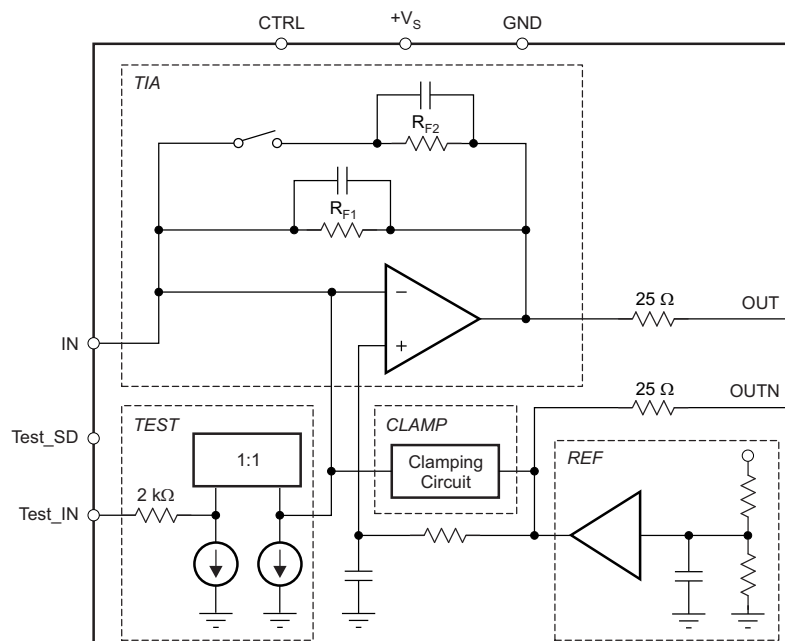 CTRL
+VS
GND
TIA
RF2
RF1
−
+
25 Ω
OUT
IN
25 Ω
OUTN
Test_SD
TEST
1:1
CLAMP
Clamping
Circuit
REF
2 kΩ
Test_IN